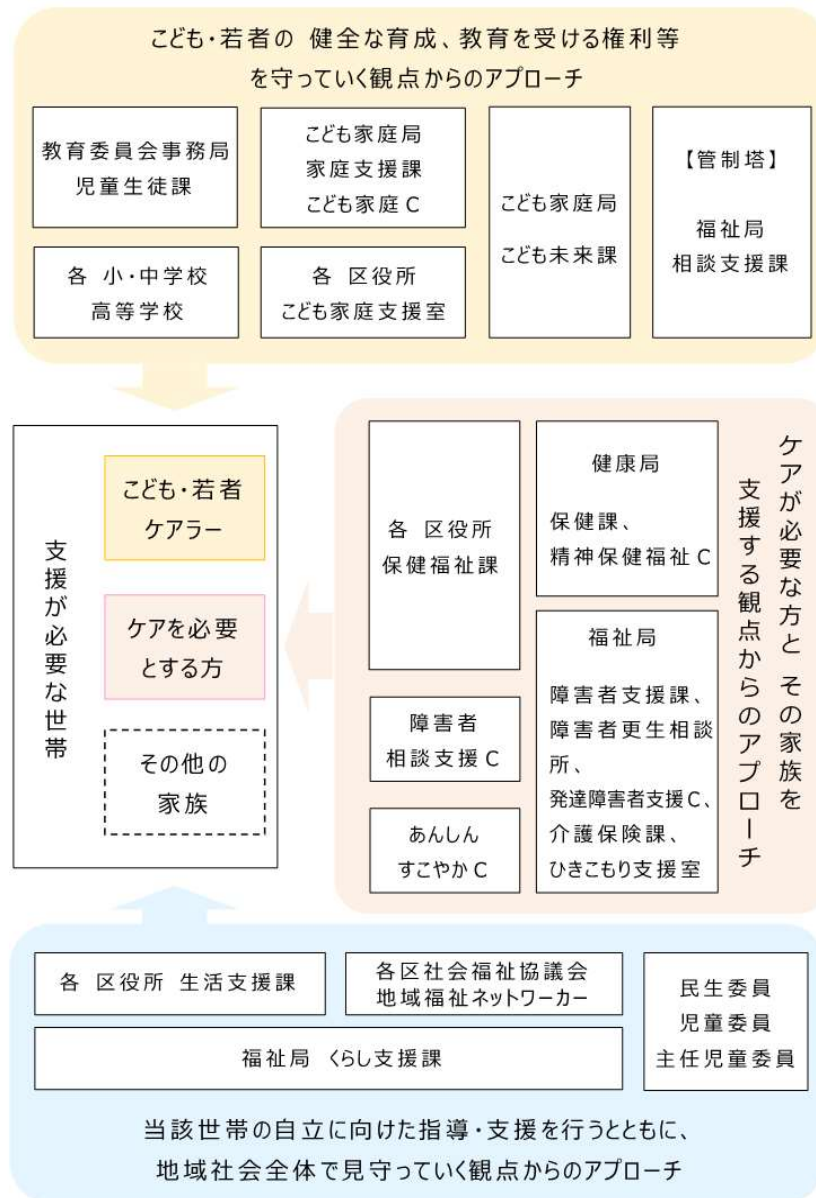 こども・若者の 健全な育成、教育を受ける権利等
を守っていく観点からのアプローチ
教育委員会事務局
児童生徒課
こども家庭局
家庭支援課
こども家庭C
こども家庭局
こども未来課
【管制塔】
福祉局
相談支援課
各 小・中学校
高等学校
各 区役所
こども家庭支援室
支援が必要な世帯
こども・若者
ケアラー
ケアを必要
とする方
その他の
家族
ケアが必要な方と その家族を
支援する観点からのアプローチ
各 区役所
保健福祉課
健康局
保健課、
精神保健福祉C
障害者
相談支援C
あんしん
すこやかC
福祉局
障害者支援課、
障害者更生相談
所、
発達障害者支援C、
介護保険課、
ひきこもり支援室
各 区役所 生活支援課
各区社会福祉協議会
地域福祉ネットワーカー
民生委員
児童委員
主任児童委員
福祉局 くらし支援課
当該世帯の自立に向けた指導・支援を行うとともに、
地域社会全体で見守っていく観点からのアプローチ